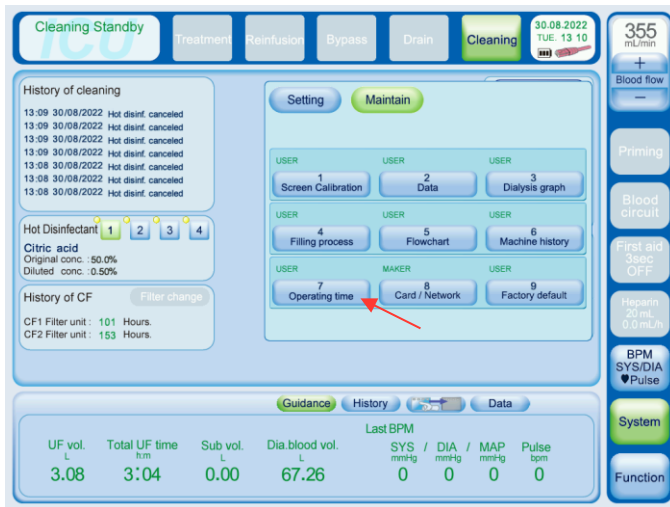 Cleaning
Standby
ICU
Treatment
Reinfusion
Bypass
Drain
Cleaning
30.08.2022
TUE. 13 10
355
mL/min
+
Blood flow
−
Priming
Blood
circuit
First aid
3sec
OFF
Heparin
20 mL
0.0 mL/h
BPM
SYS/DIA
♥Pulse
System
Function
History of cleaning
13:09 30/08/2022 Hot disinf. canceled
13:09 30/08/2022 Hot disinf. canceled
13:09 30/08/2022 Hot disinf. canceled
13:09 30/08/2022 Hot disinf. canceled
13:08 30/08/2022 Hot disinf. canceled
13:08 30/08/2022 Hot disinf. canceled
13:08 30/08/2022 Hot disinf. canceled
Hot Disinfectant 1 2 3 4
Citric acid
Original conc. : 50.0%
Diluted conc. : 0.50%
History of CF Filter change
CF1 Filter unit : 101 Hours.
CF2 Filter unit : 153 Hours.
Setting Maintain
USER USER USER
1 2 3
Screen Calibration Data Dialysis graph
USER USER USER
4 5 6
Filling process Flowchart Machine history
USER MAKER USER
7 8 9
Operating time Card / Network Factory default
Guidance History Data
Last BPM
UF vol. Total UF time Sub vol. Dia.blood vol. SYS / DIA / MAP Pulse
L h:m L L mmHg mmHg mmHg bpm
3.08 3:04 0.00 67.26 0 0 0 0